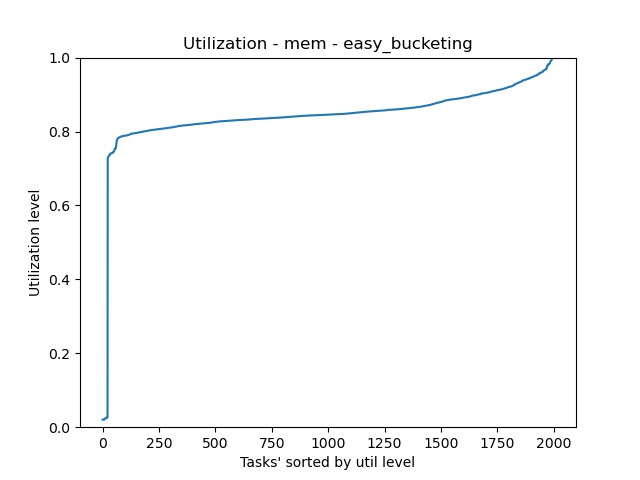 Utilization - mem - easy_bucketing
1.0
0.8
0.6
0.4
0.2
0.0
Utilization level
0 250 500 750 1000 1250 1500 1750 2000
Tasks' sorted by util level